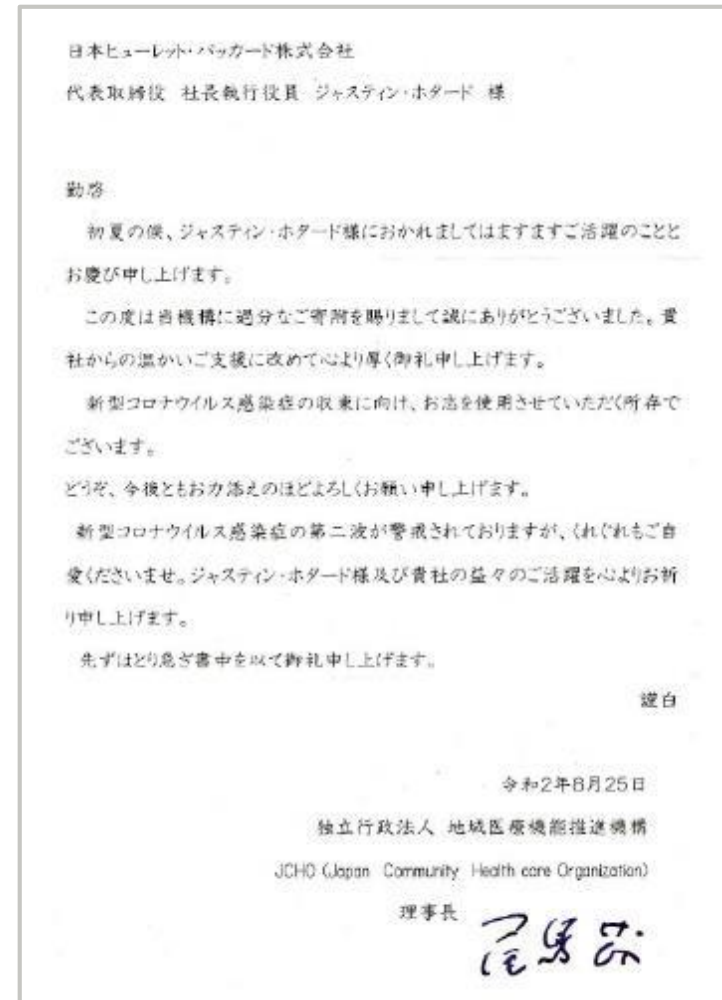 日本ヒューレット・パッカード株式会社
代表取締役 社長執行役員 ジャスティン・ホタード 様
勤啓
初夏の候、ジャスティン・ホタード様におかれましてはますますご活躍のことと
お慶び申し上げます。
この度は当機構に過分なご寄附を賜りまして誠にありがとうございました。貴
社からの温かいご支援に改めて心より厚く御礼申し上げます。
新型コロナウイルス感染症の収束に向け、お志を使用させていただく所存で
ございます。
どうぞ、今後ともお力添えのほどよろしくお願い申し上げます。
新型コロナウイルス感染症の第二波が警戒されておりますが、くれぐれもご自
愛くださいませ。ジャスティン・ホタード様及び貴社の益々のご活躍を心よりお祈
り申し上げます。
先ずはとり急ぎ書中を以て御礼申し上げます。
謹白
令和2年6月25日
独立行政法人 地域医療機能推進機構
JCHO (Japan Community Health care Organization)
理事長 尾身茂